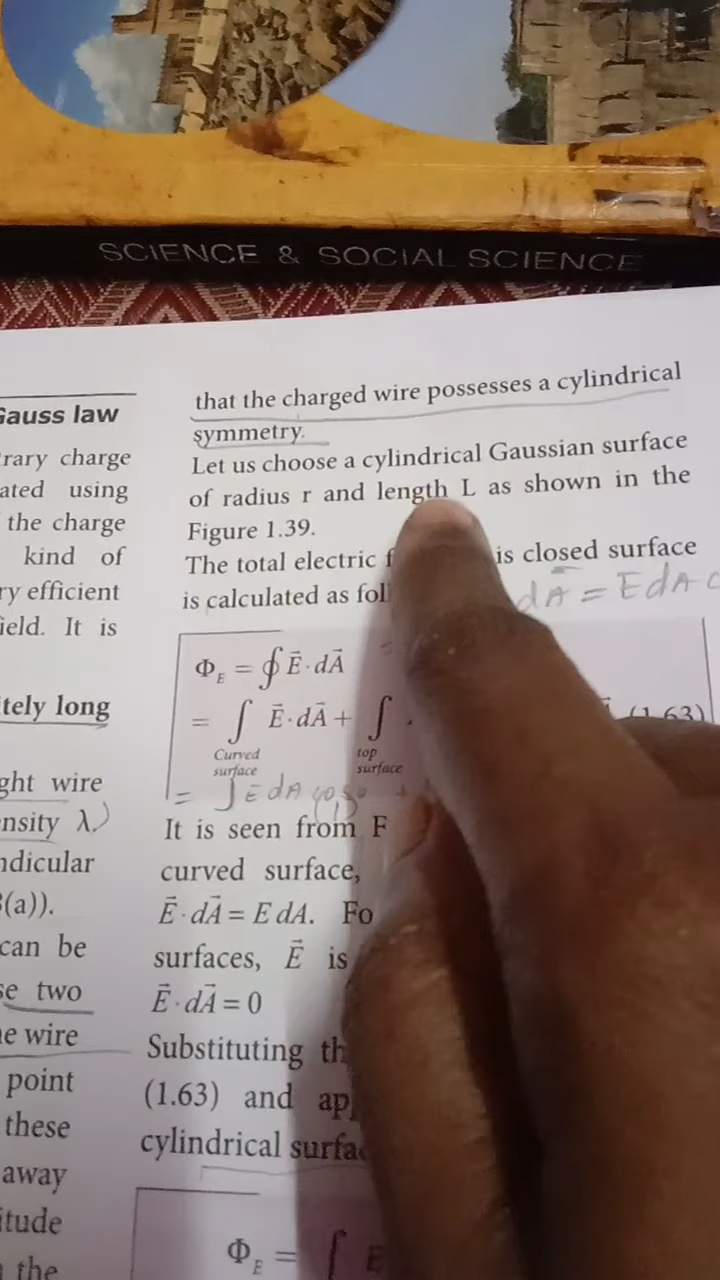 SCIENCE & SOCIAL SCIENCE
Gauss law
rary charge
ated using
the charge
kind of
ry efficient
ield. It is
tely long
ght wire
nsity λ
ndicular
(a)).
can be
se two
e wire
point
these
away
itude
the
that the charged wire possesses a cylindrical
symmetry.
Let us choose a cylindrical Gaussian surface
of radius r and length L as shown in the
Figure 1.39.
The total electric is closed surface
is calculated as fol
dA = EdA
Φ_E = ∮ E⃗·dA⃗
= ∫ E⃗·dA⃗ + ∫ (1.63)
Curved top
surface surface
= ∫ E dA cos
It is seen from F
curved surface,
E⃗·dA⃗ = E dA. Fo
surfaces, E⃗ is
E⃗·dA⃗ = 0
Substituting th
(1.63) and ap
cylindrical surfa
Φ_E = ∫ E